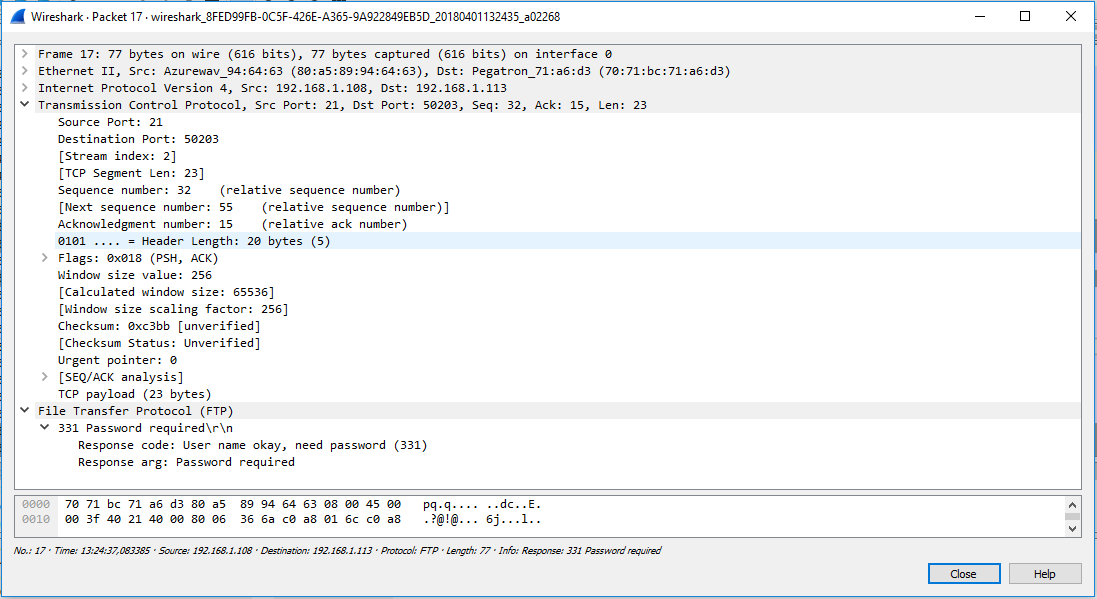 Wireshark · Packet 17 · wireshark_8FED99FB-0C5F-426E-A365-9A922849EB5D_20180401132435_a02268
Frame 17: 77 bytes on wire (616 bits), 77 bytes captured (616 bits) on interface 0
Ethernet II, Src: Azurewav_94:64:63 (80:a5:89:94:64:63), Dst: Pegatron_71:a6:d3 (70:71:bc:71:a6:d3)
Internet Protocol Version 4, Src: 192.168.1.108, Dst: 192.168.1.113
Transmission Control Protocol, Src Port: 21, Dst Port: 50203, Seq: 32, Ack: 15, Len: 23
Source Port: 21
Destination Port: 50203
[Stream index: 2]
[TCP Segment Len: 23]
Sequence number: 32    (relative sequence number)
[Next sequence number: 55    (relative sequence number)]
Acknowledgment number: 15    (relative ack number)
0101 .... = Header Length: 20 bytes (5)
Flags: 0x018 (PSH, ACK)
Window size value: 256
[Calculated window size: 65536]
[Window size scaling factor: 256]
Checksum: 0xc3bb [unverified]
[Checksum Status: Unverified]
Urgent pointer: 0
[SEQ/ACK analysis]
TCP payload (23 bytes)
File Transfer Protocol (FTP)
331 Password required\r\n
Response code: User name okay, need password (331)
Response arg: Password required
0000  70 71 bc 71 a6 d3 80 a5  89 94 64 63 08 00 45 00   pq.q.... ..dc..E.
0010  00 3f 40 21 40 00 80 06  36 6a c0 a8 01 6c c0 a8   .?@!@... 6j...l..
No.: 17 · Time: 13:24:37,083385 · Source: 192.168.1.108 · Destination: 192.168.1.113 · Protocol: FTP · Length: 77 · Info: Response: 331 Password required
Close
Help